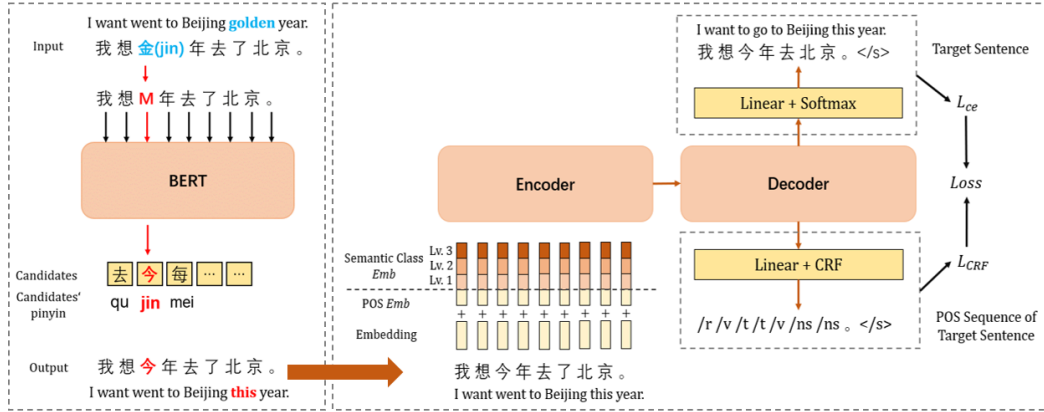 I want went to Beijing golden year.
Input
我 想 金(jin) 年 去 了 北 京 。
我 想 M 年 去 了 北 京 。
BERT
Candidates
去 今 每 ... ...
Candidates' pinyin
qu jin mei
Output
我 想 今 年 去 了 北 京 。
I want went to Beijing this year.
I want to go to Beijing this year.
我 想 今 年 去 北 京 。</s>
Target Sentence
Linear + Softmax
L_ce
Encoder
Decoder
Loss
Semantic Class
Emb
Lv. 3
Lv. 2
Lv. 1
POS Emb
+ + + + + + + + +
Embedding
我 想 今 年 去 了 北 京 。
I want went to Beijing this year.
Linear + CRF
L_CRF
/r /v /t /t /v /ns /ns 。</s>
POS Sequence of
Target Sentence